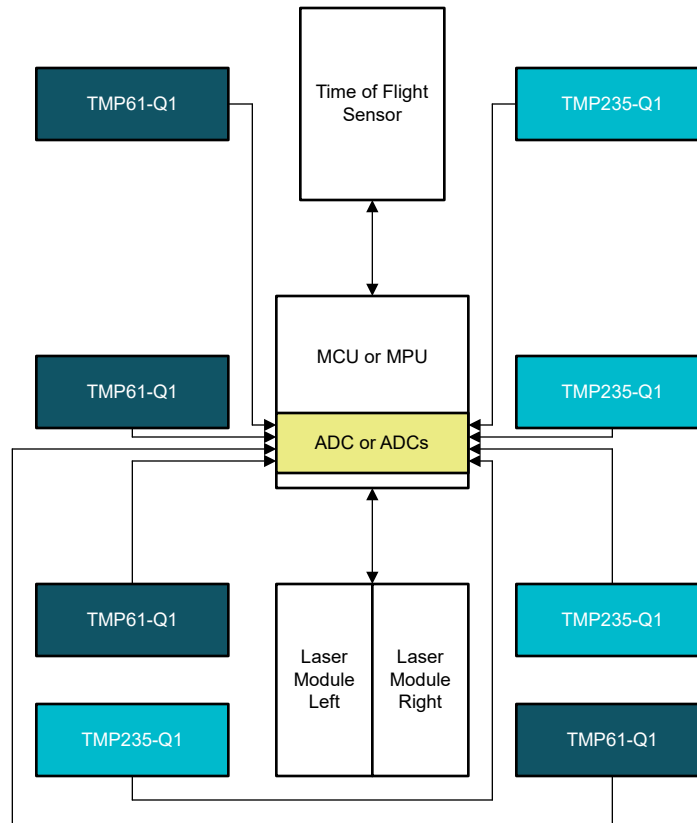 TMP61-Q1
Time of Flight
Sensor
TMP235-Q1
TMP61-Q1
MCU or MPU
TMP235-Q1
ADC or ADCs
TMP61-Q1
Laser
Module
Left
Laser
Module
Right
TMP235-Q1
TMP235-Q1
TMP61-Q1